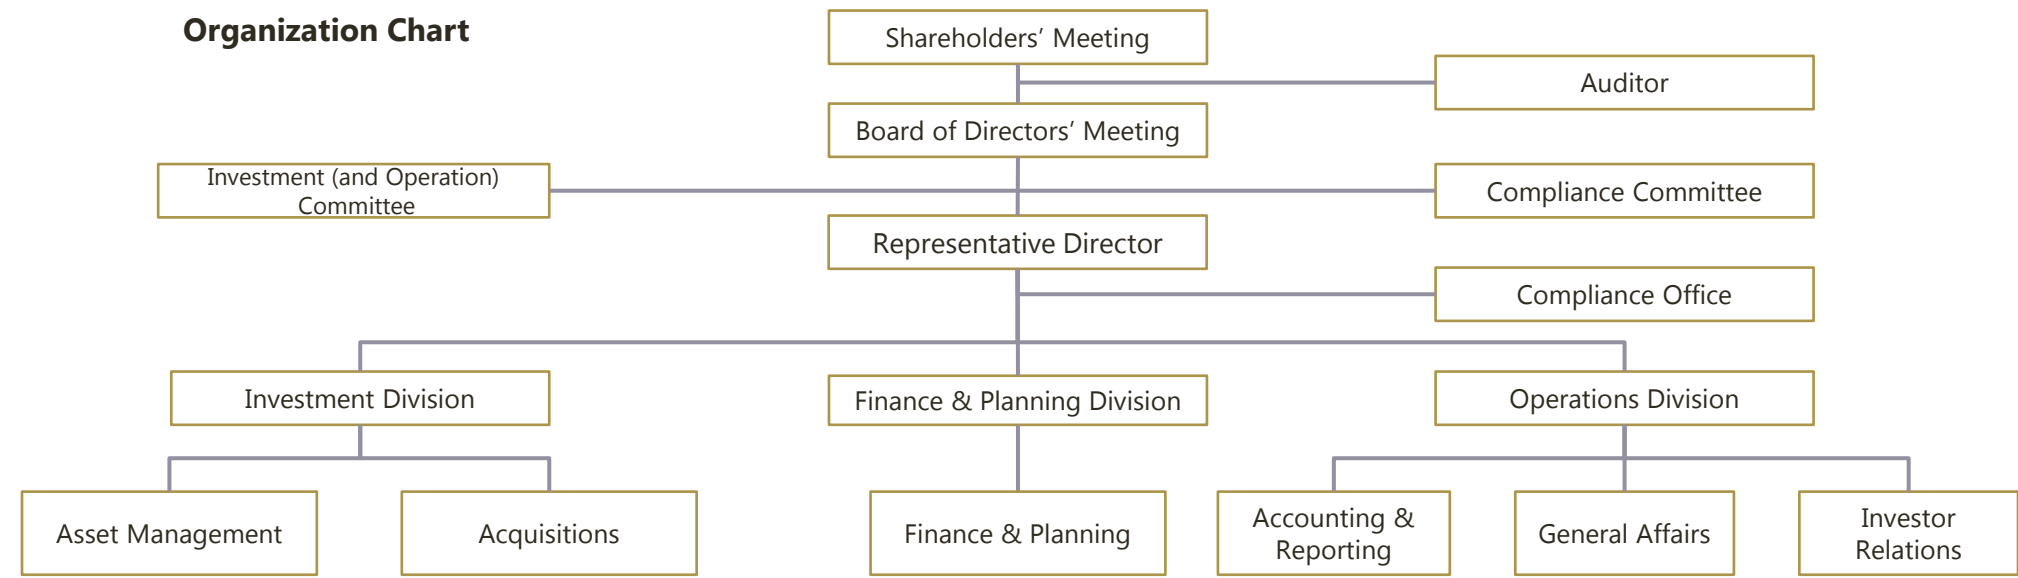 Organization Chart
Shareholders’ Meeting
Auditor
Board of Directors’ Meeting
Investment (and Operation)
Committee
Compliance Committee
Representative Director
Compliance Office
Investment Division
Finance & Planning Division
Operations Division
Asset Management
Acquisitions
Finance & Planning
Accounting &
Reporting
General Affairs
Investor
Relations